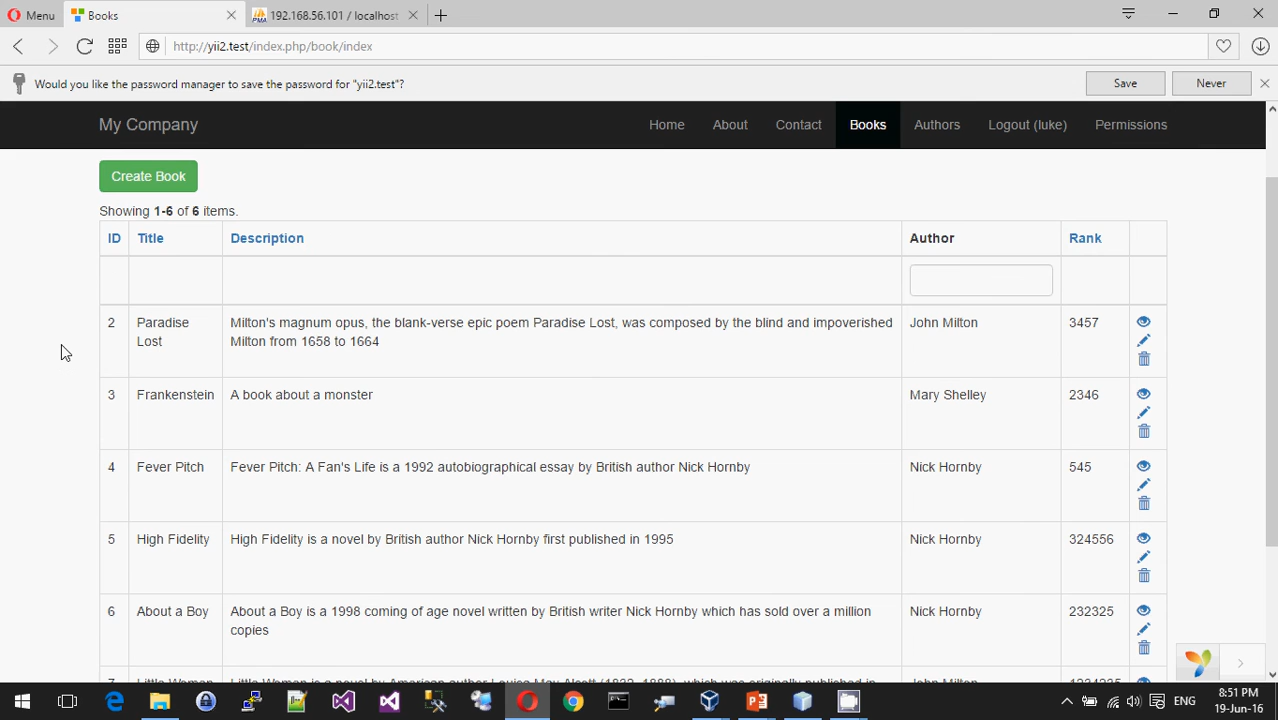 Menu
Books
192.168.56.101 / localhost
http://yii2.test/index.php/book/index
Would you like the password manager to save the password for "yii2.test"?
Save
Never
My Company
Home
About
Contact
Books
Authors
Logout (luke)
Permissions
Create Book
Showing 1-6 of 6 items.
ID
Title
Description
Author
Rank
2
Paradise
Lost
Milton's magnum opus, the blank-verse epic poem Paradise Lost, was composed by the blind and impoverished
Milton from 1658 to 1664
John Milton
3457
3
Frankenstein
A book about a monster
Mary Shelley
2346
4
Fever Pitch
Fever Pitch: A Fan's Life is a 1992 autobiographical essay by British author Nick Hornby
Nick Hornby
545
5
High Fidelity
High Fidelity is a novel by British author Nick Hornby first published in 1995
Nick Hornby
324556
6
About a Boy
About a Boy is a 1998 coming of age novel written by British writer Nick Hornby which has sold over a million
copies
Nick Hornby
232325
ENG
8:51 PM
19-Jun-16